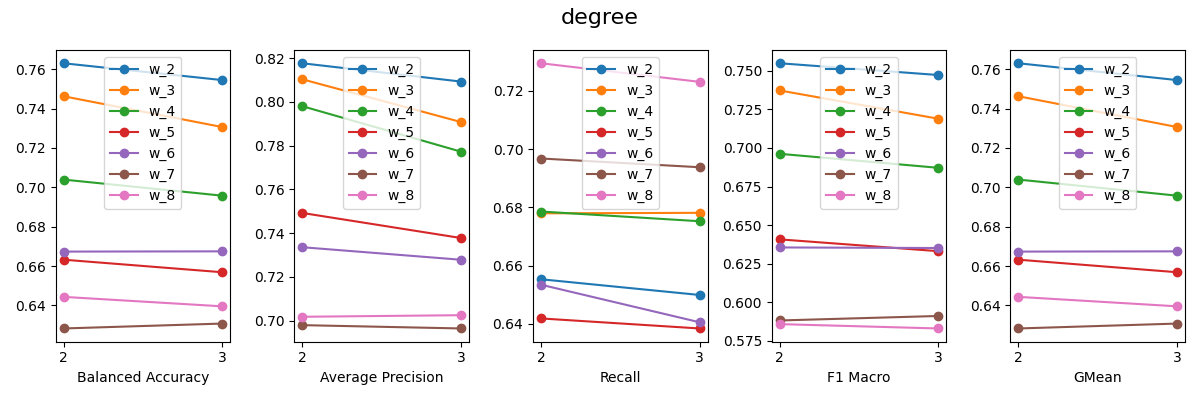 degree
0.76
0.74
0.72
0.70
0.68
0.66
0.64
w_2
w_3
w_4
w_5
w_6
w_7
w_8
2
3
Balanced Accuracy
0.82
0.80
0.78
0.76
0.74
0.72
0.70
w_2
w_3
w_4
w_5
w_6
w_7
w_8
2
3
Average Precision
0.72
0.70
0.68
0.66
0.64
w_2
w_3
w_4
w_5
w_6
w_7
w_8
2
3
Recall
0.750
0.725
0.700
0.675
0.650
0.625
0.600
0.575
w_2
w_3
w_4
w_5
w_6
w_7
w_8
2
3
F1 Macro
0.76
0.74
0.72
0.70
0.68
0.66
0.64
w_2
w_3
w_4
w_5
w_6
w_7
w_8
2
3
GMean